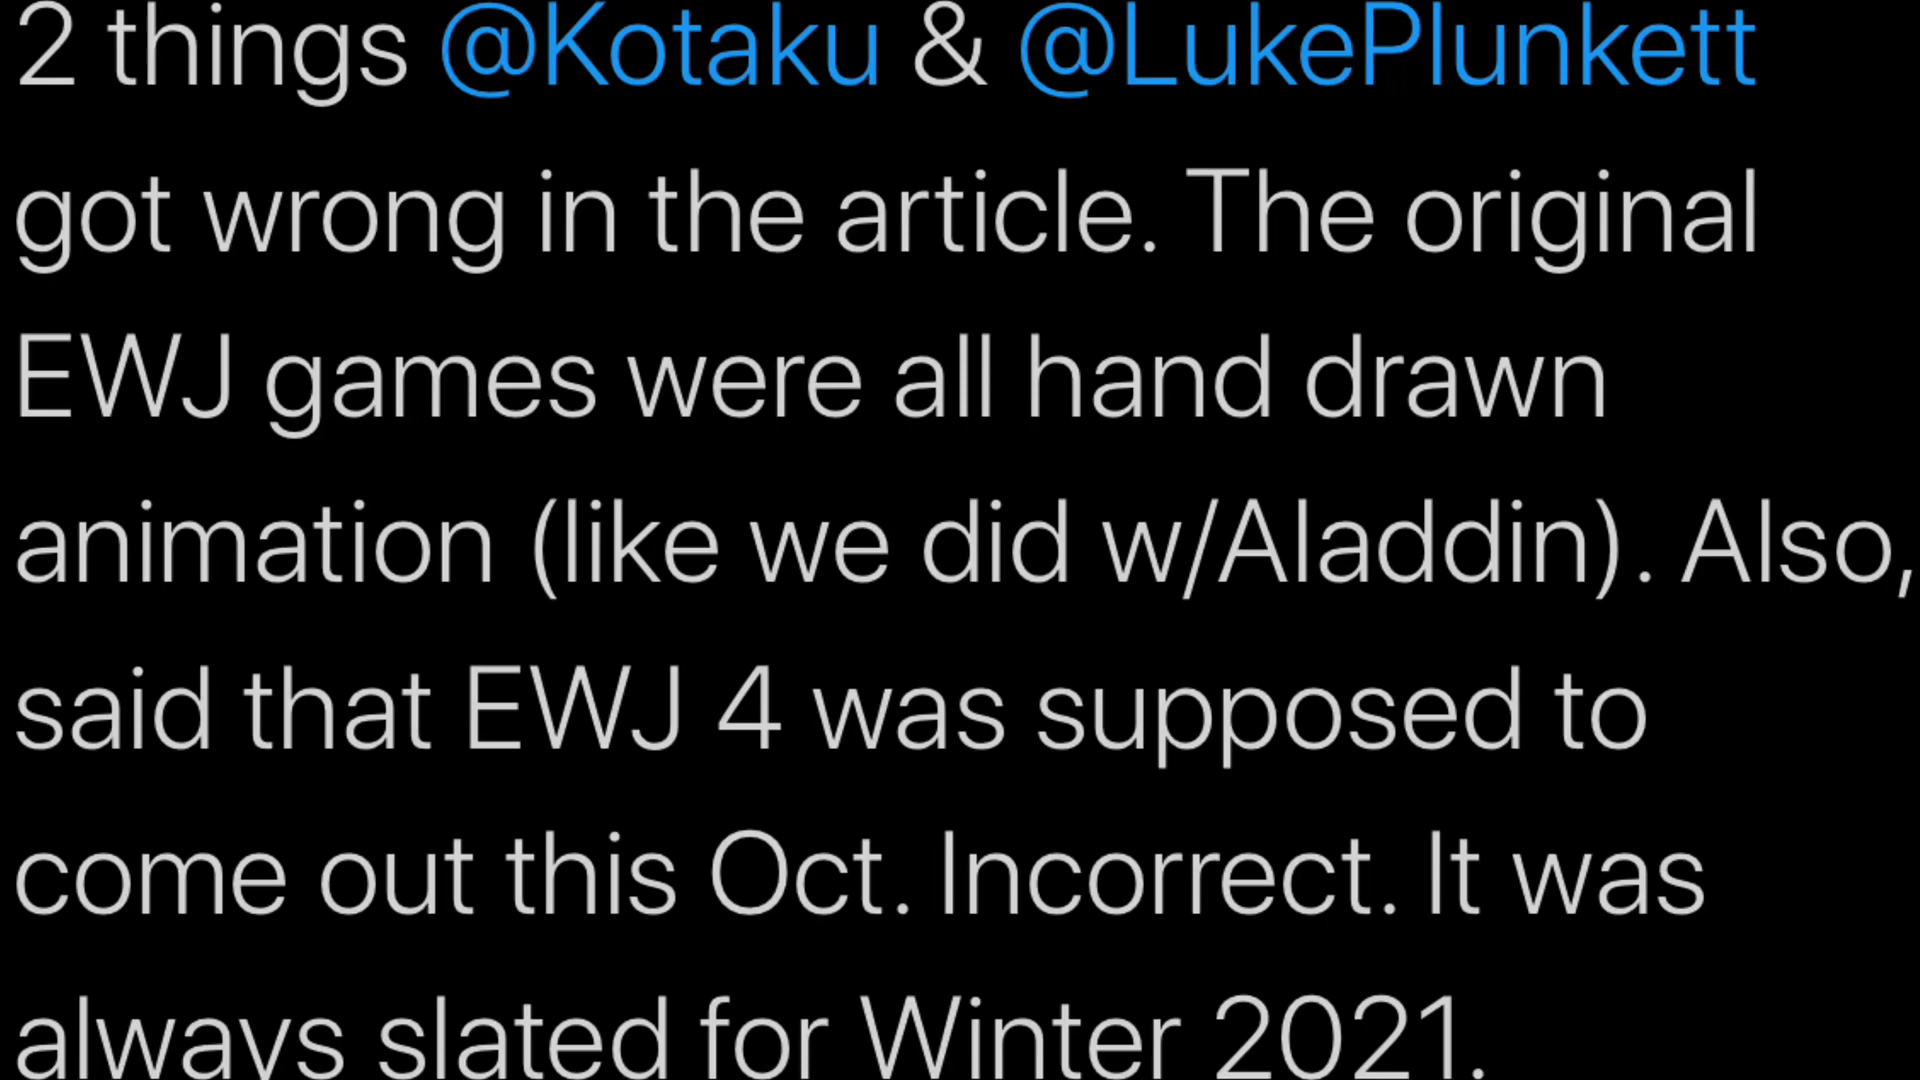 2 things @Kotaku & @LukePlunkett
got wrong in the article. The original
EWJ games were all hand drawn
animation (like we did w/Aladdin). Also,
said that EWJ 4 was supposed to
come out this Oct. Incorrect. It was
always slated for Winter 2021.